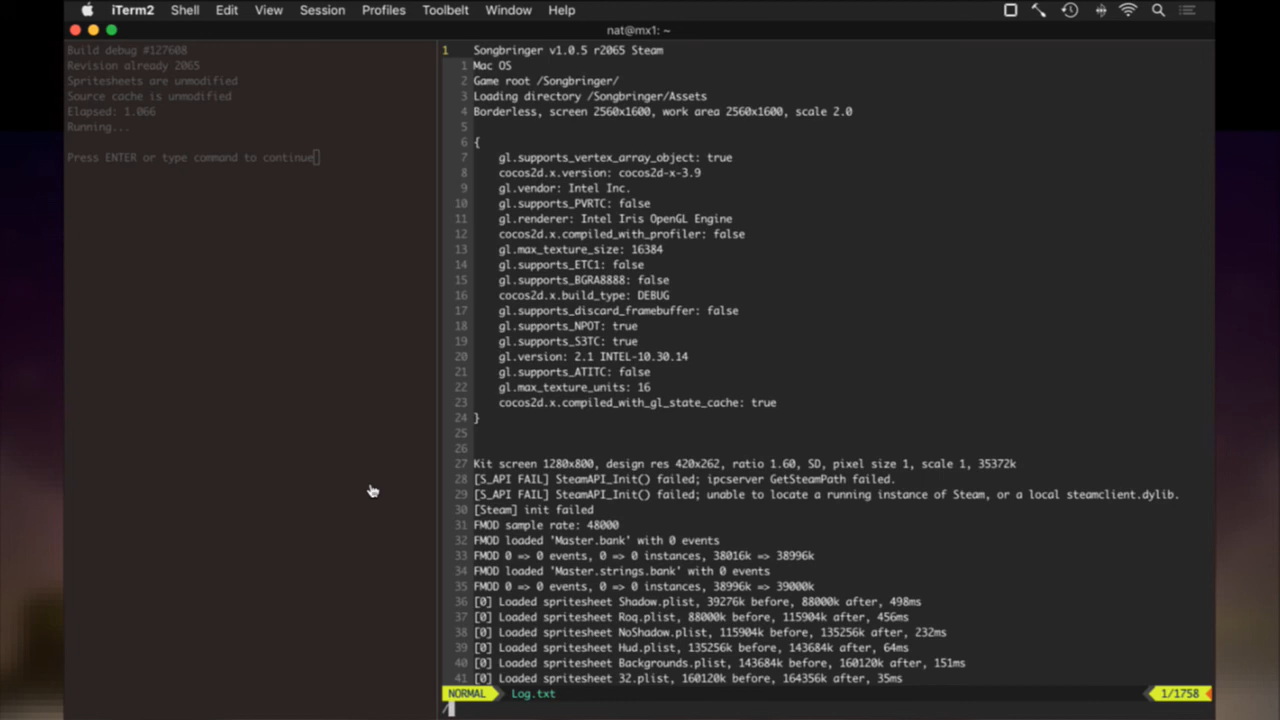 iTerm2 Shell Edit View Session Profiles Toolbelt Window Help
nat@mx1: ~
Build debug #127608
Revision already 2065
Spritesheets are unmodified
Source cache is unmodified
Elapsed: 1.066
Running...
Press ENTER or type command to continue
1 Songbringer v1.0.5 r2065 Steam
1 Mac OS
2 Game root /Songbringer/
3 Loading directory /Songbringer/Assets
4 Borderless, screen 2560x1600, work area 2560x1600, scale 2.0
5
6 {
7 gl.supports_vertex_array_object: true
8 cocos2d.x.version: cocos2d-x-3.9
9 gl.vendor: Intel Inc.
10 gl.supports_PVRTC: false
11 gl.renderer: Intel Iris OpenGL Engine
12 cocos2d.x.compiled_with_profiler: false
13 gl.max_texture_size: 16384
14 gl.supports_ETC1: false
15 gl.supports_BGRA8888: false
16 cocos2d.x.build_type: DEBUG
17 gl.supports_discard_framebuffer: false
18 gl.supports_NPOT: true
19 gl.supports_S3TC: true
20 gl.version: 2.1 INTEL-10.30.14
21 gl.supports_ATITC: false
22 gl.max_texture_units: 16
23 cocos2d.x.compiled_with_gl_state_cache: true
24 }
25
26
27 Kit screen 1280x800, design res 420x262, ratio 1.60, SD, pixel size 1, scale 1, 35372k
28 [S_API FAIL] SteamAPI_Init() failed; ipcserver GetSteamPath failed.
29 [S_API FAIL] SteamAPI_Init() failed; unable to locate a running instance of Steam, or a local steamclient.dylib.
30 [Steam] init failed
31 FMOD sample rate: 48000
32 FMOD loaded 'Master.bank' with 0 events
33 FMOD 0 => 0 events, 0 => 0 instances, 38016k => 38996k
34 FMOD loaded 'Master.strings.bank' with 0 events
35 FMOD 0 => 0 events, 0 => 0 instances, 38996k => 39000k
36 [0] Loaded spritesheet Shadow.plist, 39276k before, 88000k after, 498ms
37 [0] Loaded spritesheet Roq.plist, 88000k before, 115904k after, 456ms
38 [0] Loaded spritesheet NoShadow.plist, 115904k before, 135256k after, 232ms
39 [0] Loaded spritesheet Hud.plist, 135256k before, 143684k after, 64ms
40 [0] Loaded spritesheet Backgrounds.plist, 143684k before, 160120k after, 151ms
41 [0] Loaded spritesheet 32.plist, 160120k before, 164356k after, 35ms
NORMAL Log.txt 1/1758
/